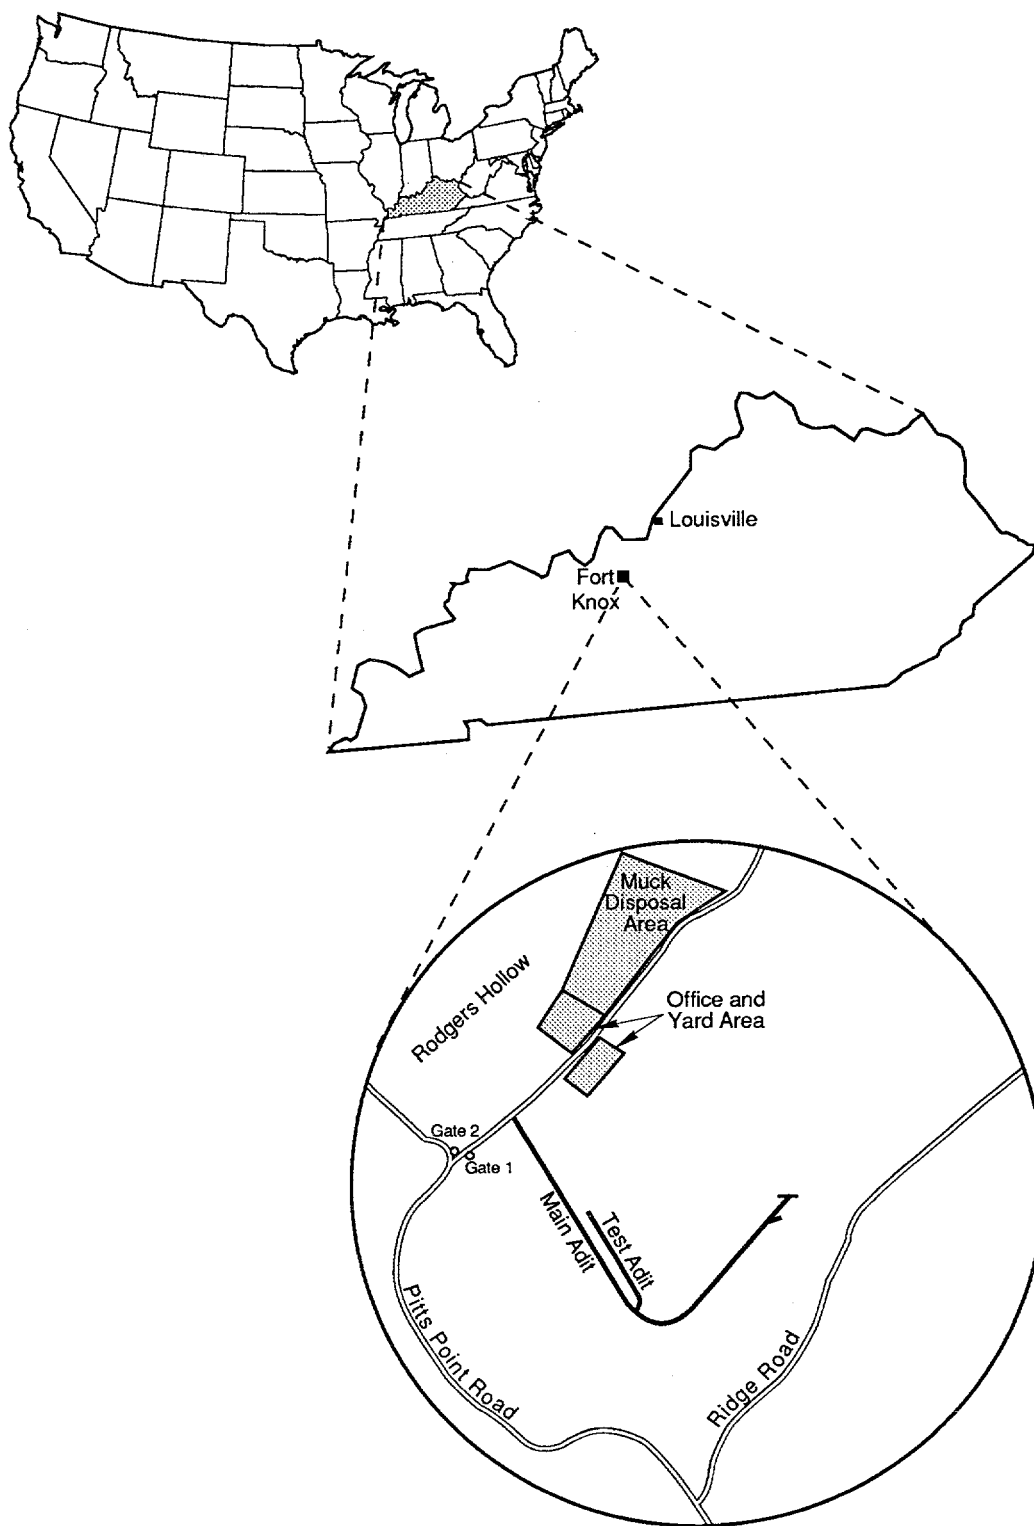 Louisville
Fort
Knox
Muck
Disposal
Area
Rodgers Hollow
Office and
Yard Area
Gate 2
Gate 1
Main Adit
Test Adit
Pitts Point Road
Ridge Road